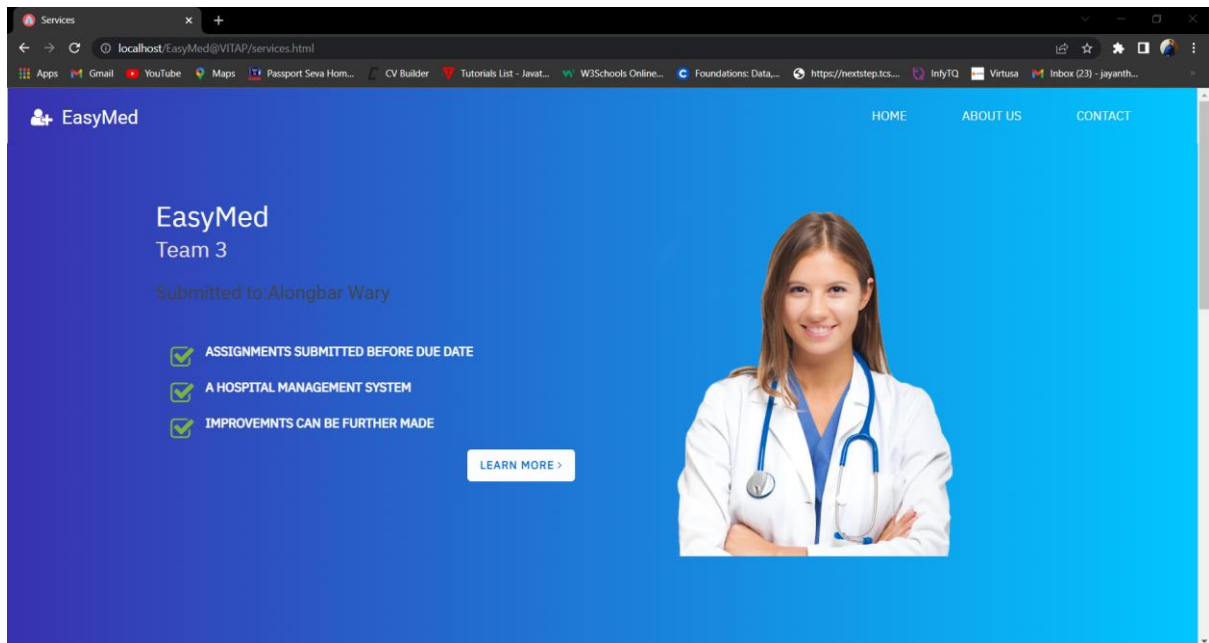 Services
localhost/EasyMed@VITAP/services.html
Apps Gmail YouTube Maps Passport Seva Hom... CV Builder Tutorials List - Javat... W3Schools Online... Foundations: Data,... https://nextstep.tcs.... InfyTQ Virtusa Inbox (23) - jayanth...
EasyMed HOME ABOUT US CONTACT
EasyMed
Team 3
Submitted to:Alongbar Wary
ASSIGNMENTS SUBMITTED BEFORE DUE DATE
A HOSPITAL MANAGEMENT SYSTEM
IMPROVEMNTS CAN BE FURTHER MADE
LEARN MORE >